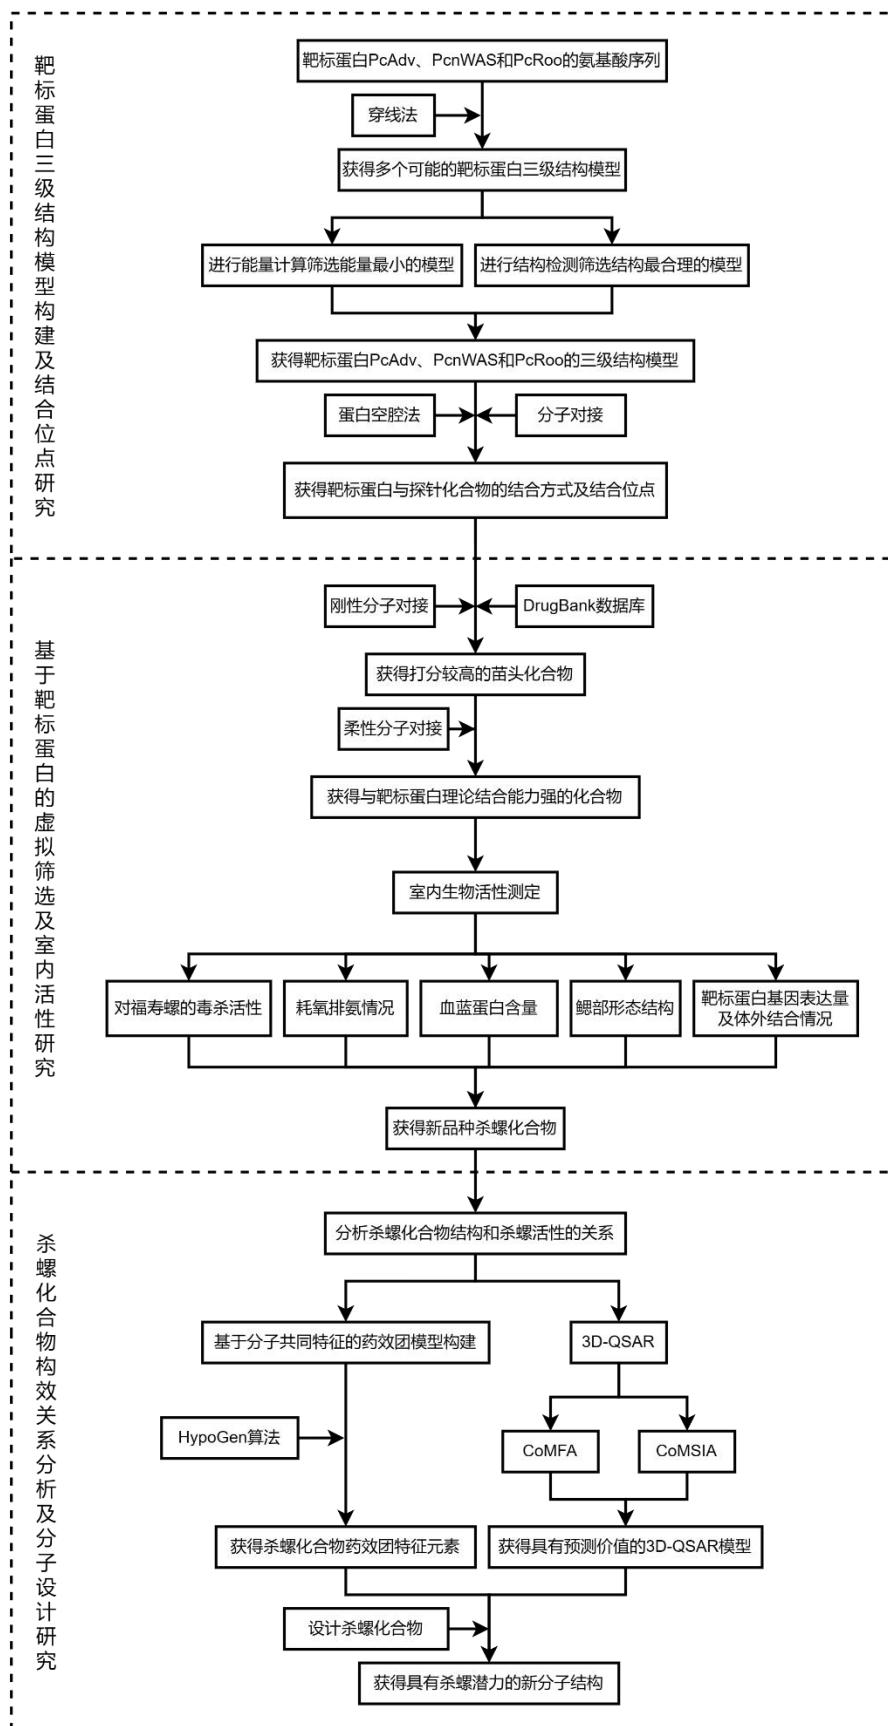 靶标蛋白三级结构模型构建及结合位点研究
靶标蛋白PcAdv、PcnWAS和PcRoo的氨基酸序列
穿线法
获得多个可能的靶标蛋白三级结构模型
进行能量计算筛选能量最小的模型
进行结构检测筛选结构最合理的模型
获得靶标蛋白PcAdv、PcnWAS和PcRoo的三级结构模型
蛋白空腔法
分子对接
获得靶标蛋白与探针化合物的结合方式及结合位点
基于靶标蛋白的虚拟筛选及室内活性研究
刚性分子对接
DrugBank数据库
获得打分较高的苗头化合物
柔性分子对接
获得与靶标蛋白理论结合能力强的化合物
室内生物活性测定
对福寿螺的毒杀活性
耗氧排氨情况
血蓝蛋白含量
鳃部形态结构
靶标蛋白基因表达量
及体外结合情况
获得新品种杀螺化合物
杀螺化合物构效关系分析及分子设计研究
分析杀螺化合物结构和杀螺活性的关系
基于分子共同特征的药效团模型构建
3D-QSAR
HypoGen算法
CoMFA
CoMSIA
获得杀螺化合物药效团特征元素
获得具有预测价值的3D-QSAR模型
设计杀螺化合物
获得具有杀螺潜力的新分子结构